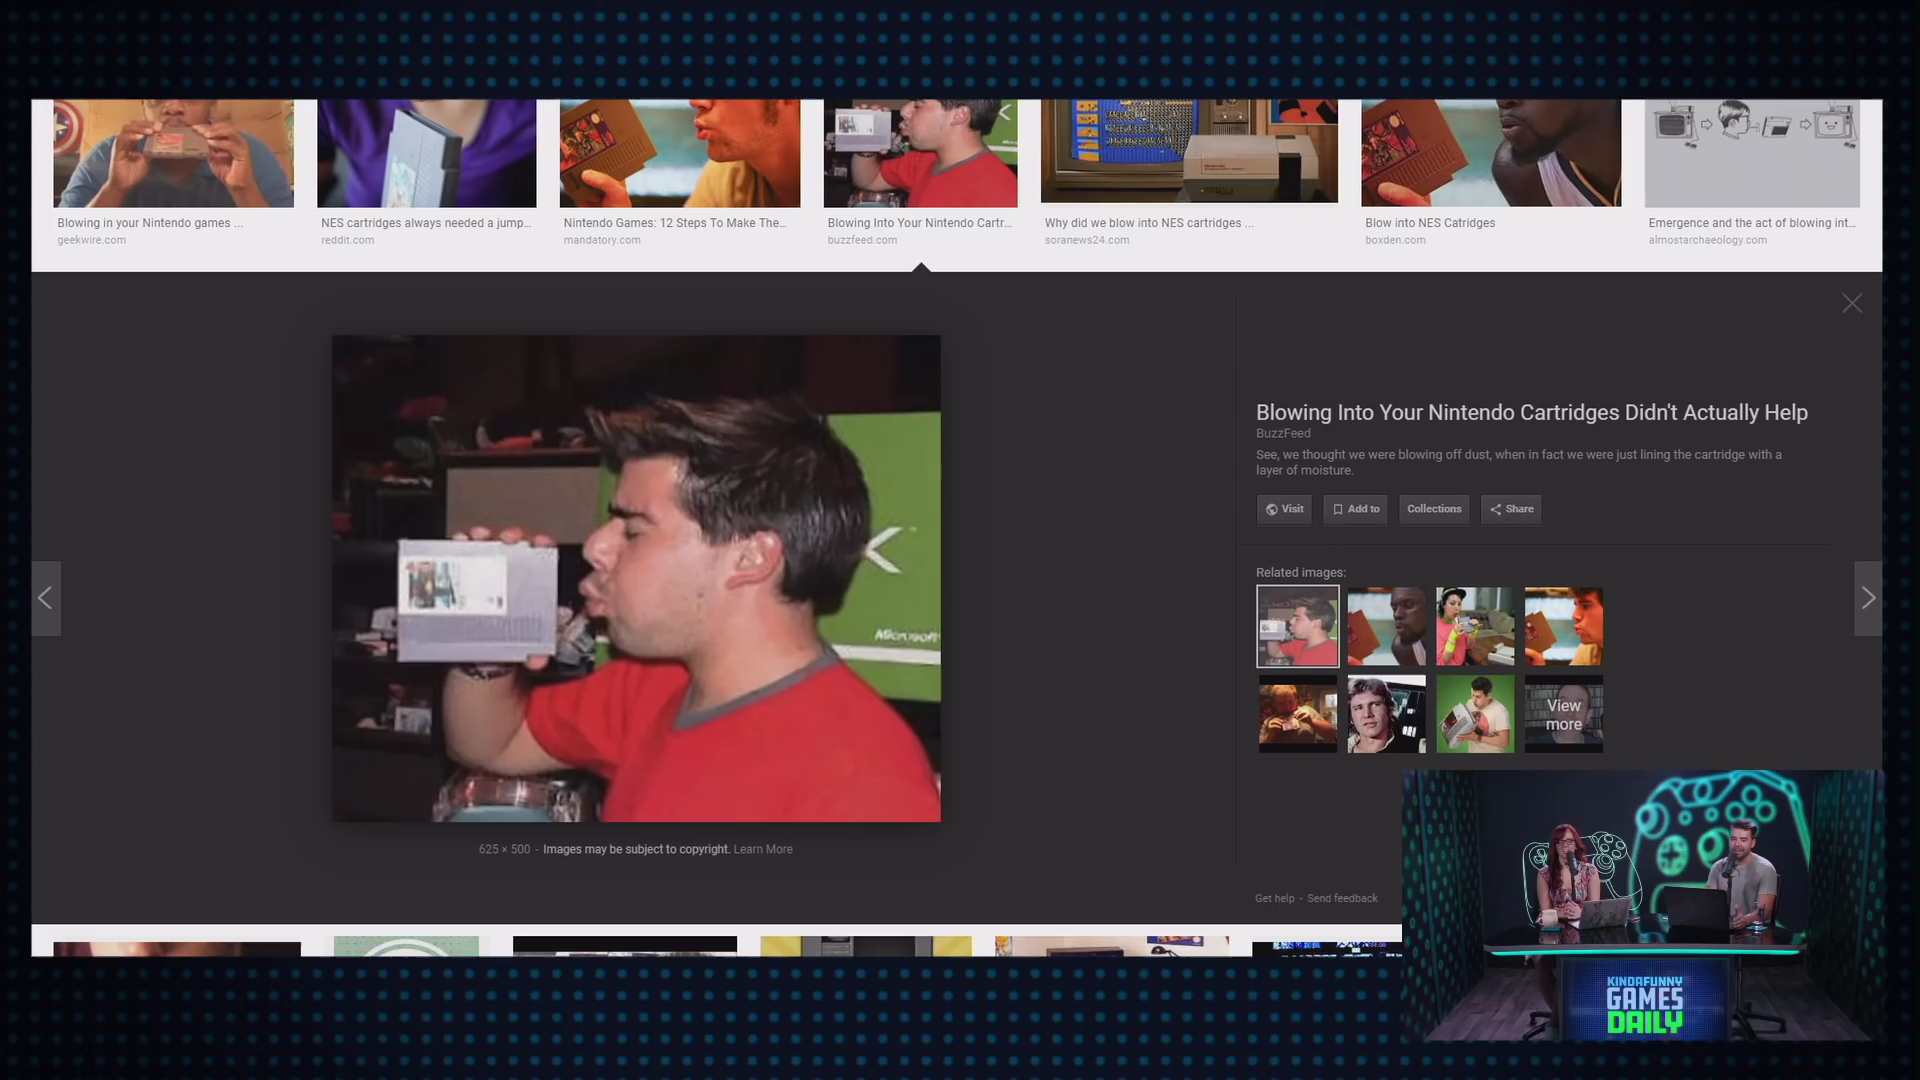 Blowing in your Nintendo games ...
geekwire.com
NES cartridges always needed a jump...
reddit.com
Nintendo Games: 12 Steps To Make The...
mandatory.com
Blowing Into Your Nintendo Cartr...
buzzfeed.com
Why did we blow into NES cartridges ...
soranews24.com
Blow into NES Catridges
boxden.com
Emergence and the act of blowing int...
almostarchaeology.com
Blowing Into Your Nintendo Cartridges Didn't Actually Help
BuzzFeed
See, we thought we were blowing off dust, when in fact we were just lining the cartridge with a
layer of moisture.
Visit
Add to
Collections
Share
Related images:
View
more
Microsoft
625 × 500 - Images may be subject to copyright. Learn More
Get help - Send feedback
KINDAFUNNY
GAMES
DAILY